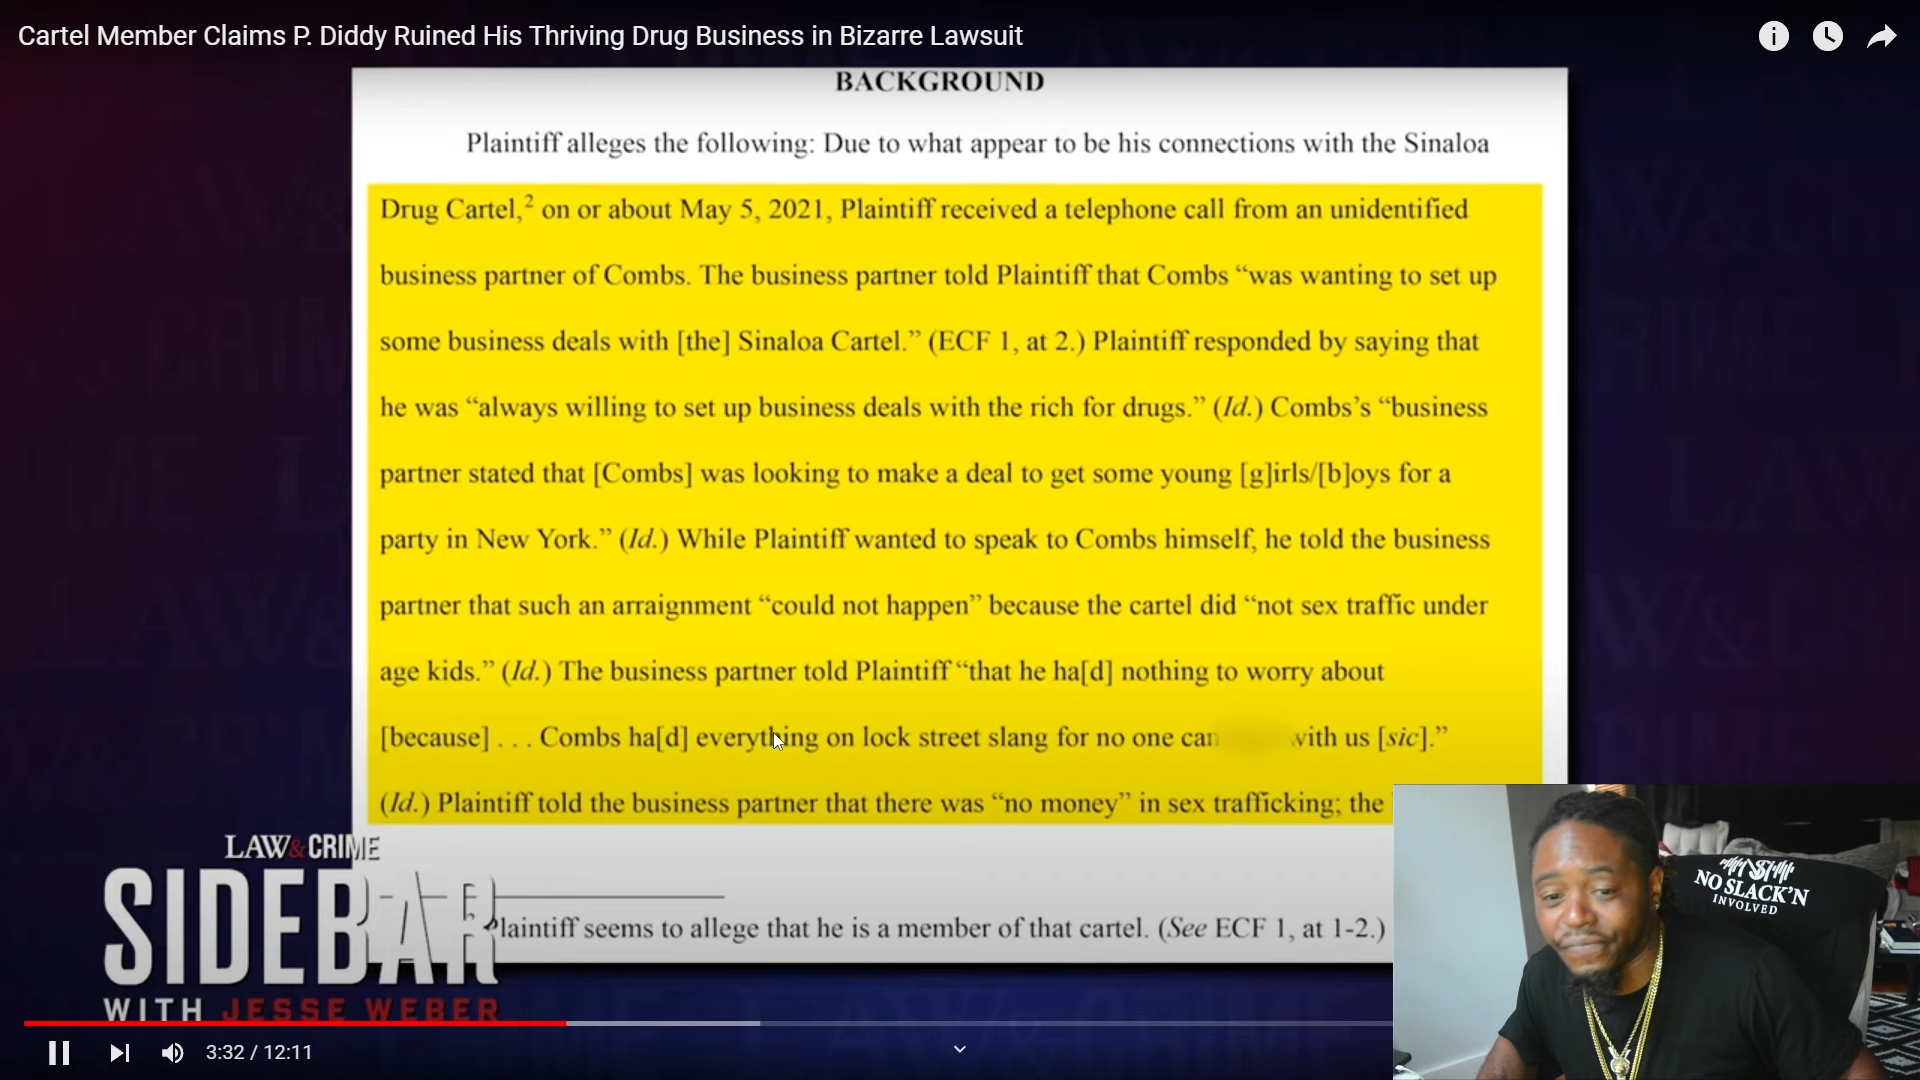 Cartel Member Claims P. Diddy Ruined His Thriving Drug Business in Bizarre Lawsuit
BACKGROUND
Plaintiff alleges the following: Due to what appear to be his connections with the Sinaloa
Drug Cartel,2 on or about May 5, 2021, Plaintiff received a telephone call from an unidentified
business partner of Combs. The business partner told Plaintiff that Combs “was wanting to set up
some business deals with [the] Sinaloa Cartel.” (ECF 1, at 2.) Plaintiff responded by saying that
he was “always willing to set up business deals with the rich for drugs.” (Id.) Combs’s “business
partner stated that [Combs] was looking to make a deal to get some young [g]irls/[b]oys for a
party in New York.” (Id.) While Plaintiff wanted to speak to Combs himself, he told the business
partner that such an arraignment “could not happen” because the cartel did “not sex traffic under
age kids.” (Id.) The business partner told Plaintiff “that he ha[d] nothing to worry about
[because] . . . Combs ha[d] everything on lock street slang for no one can with us [sic].”
(Id.) Plaintiff told the business partner that there was “no money” in sex trafficking; the
2 Plaintiff seems to allege that he is a member of that cartel. (See ECF 1, at 1-2.)
LAW&CRIME
SIDEBAR
WITH JESSE WEBER
3:32 / 12:11
NO SLACK'N
INVOLVED